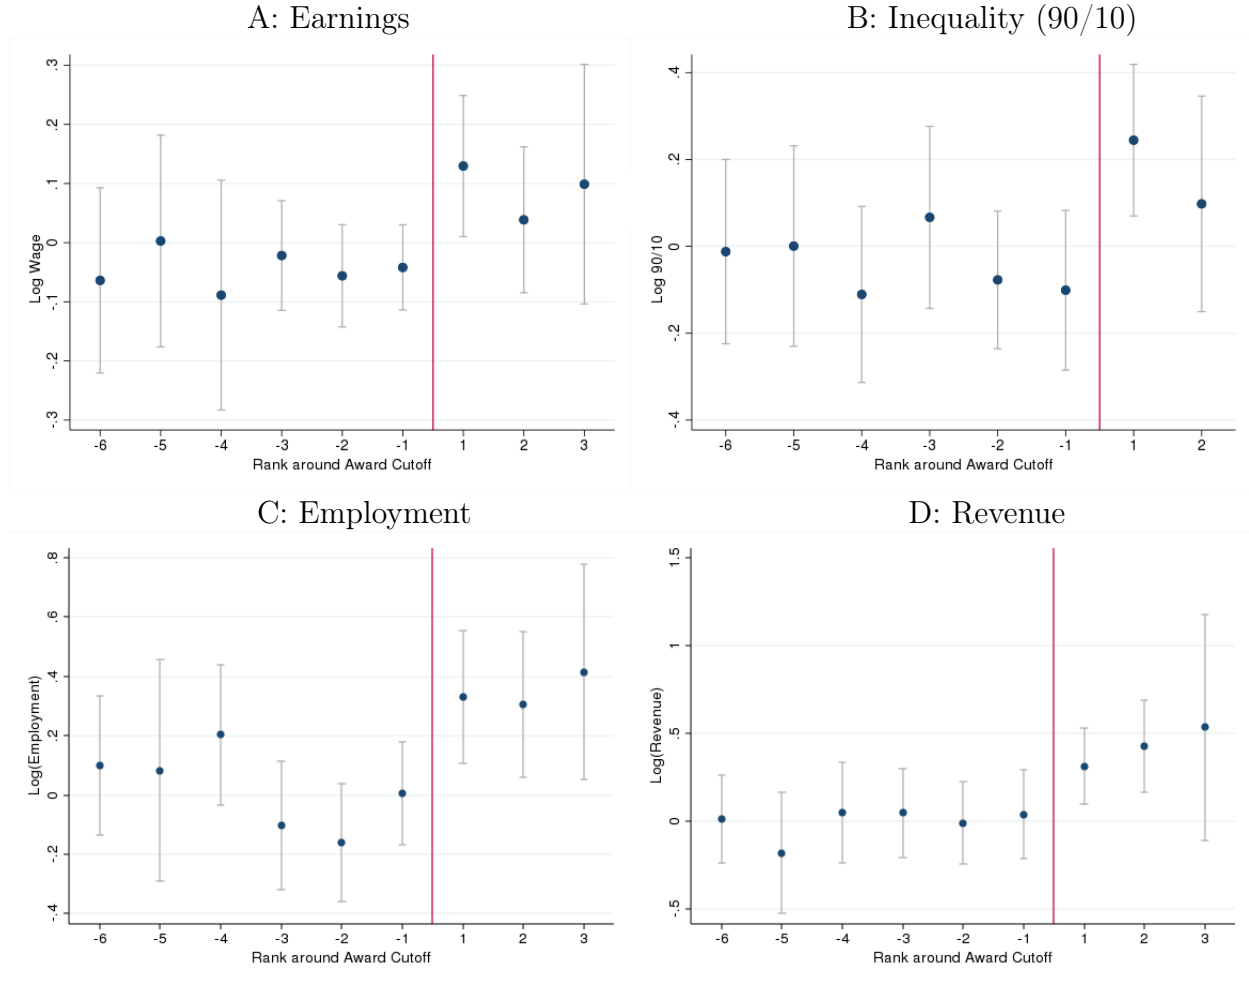 A: Earnings
.3
.2
.1
0
-.1
-.2
-.3
Log Wage
-6 -5 -4 -3 -2 -1 1 2 3
Rank around Award Cutoff
B: Inequality (90/10)
.4
.2
0
-.2
-.4
Log 90/10
-6 -5 -4 -3 -2 -1 1 2
Rank around Award Cutoff
C: Employment
.8
.6
.4
.2
0
-.2
-.4
Log(Employment)
-6 -5 -4 -3 -2 -1 1 2 3
Rank around Award Cutoff
D: Revenue
1.5
1
.5
0
-.5
Log(Revenue)
-6 -5 -4 -3 -2 -1 1 2 3
Rank around Award Cutoff